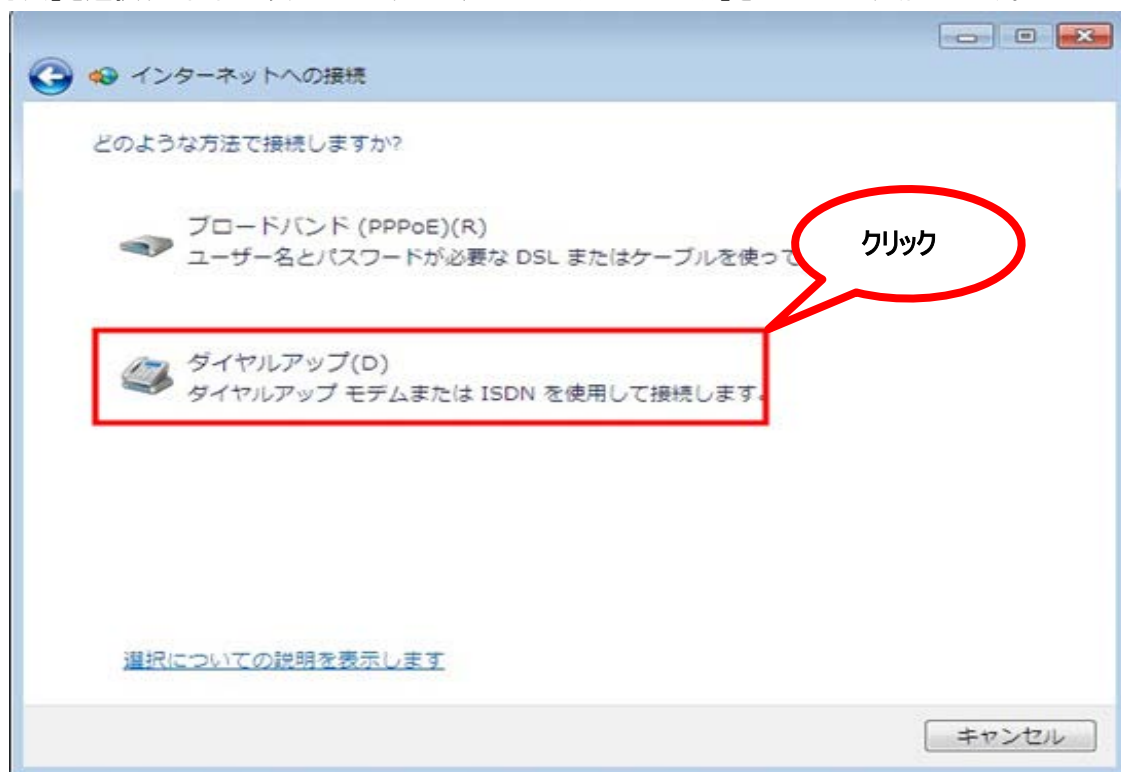 インターネットへの接続
どのような方法で接続しますか?
ブロードバンド (PPPoE)(R)
ユーザー名とパスワードが必要な DSL またはケーブルを使って
クリック
ダイヤルアップ(D)
ダイヤルアップ モデムまたは ISDN を使用して接続します。
選択についての説明を表示します
キャンセル